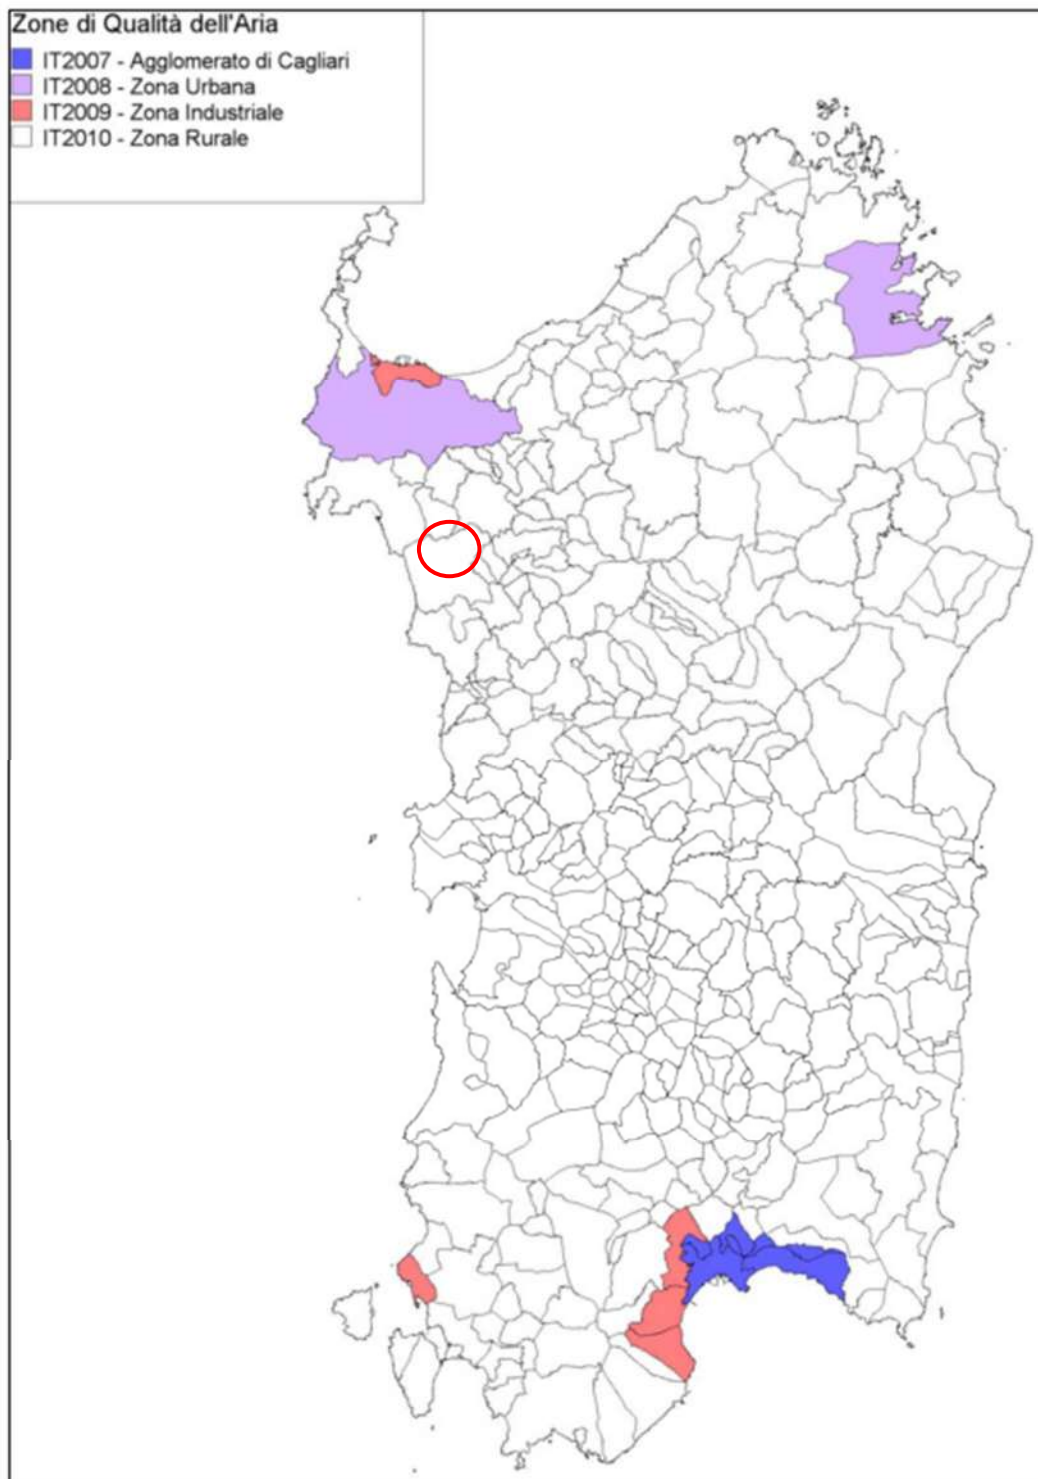 Zone di Qualità dell'Aria
IT2007 - Agglomerato di Cagliari
IT2008 - Zona Urbana
IT2009 - Zona Industriale
IT2010 - Zona Rurale